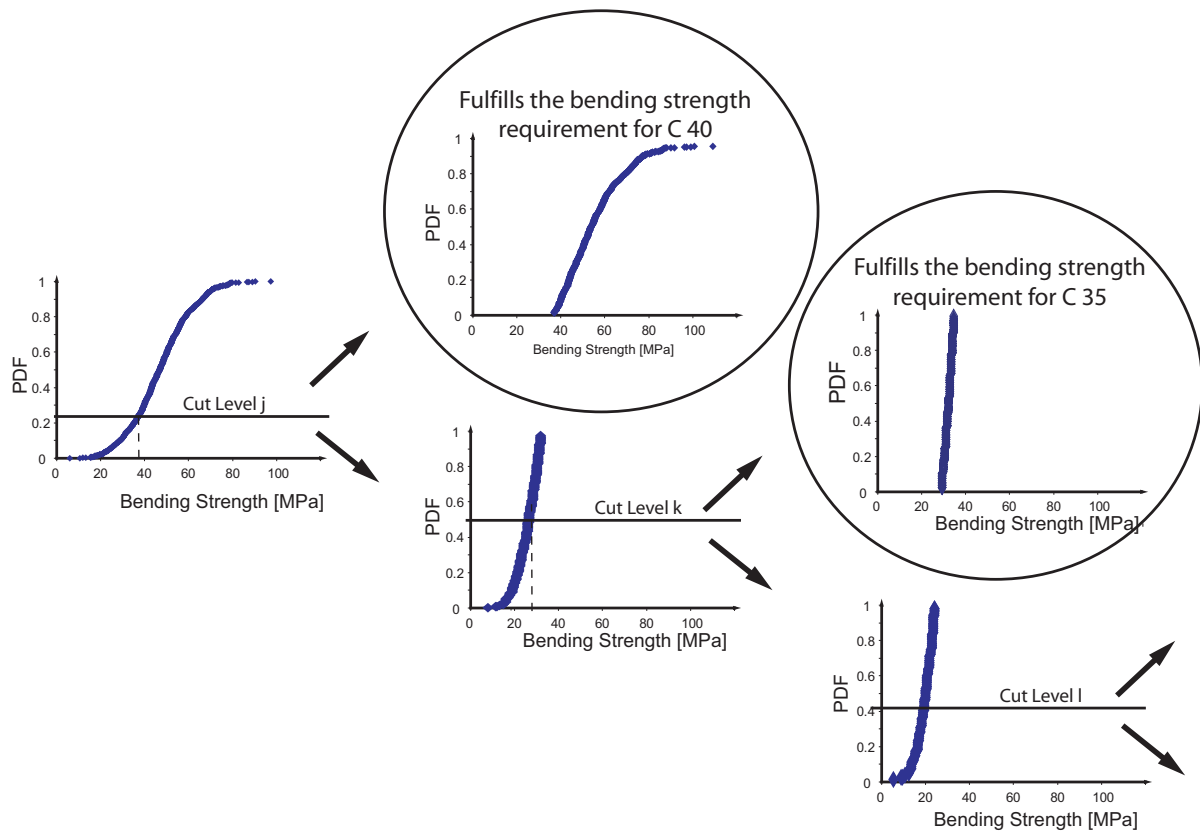 Fulfills the bending strength
requirement for C 40
PDF
1
0.8
0.6
0.4
0.2
0
0 20 40 60 80 100
Bending Strength [MPa]
Fulfills the bending strength
requirement for C 35
PDF
1
0.8
0.6
0.4
0.2
0
0 20 40 60 80 100
Bending Strength [MPa]
PDF
1
0.8
0.6
0.4
0.2
0
Cut Level j
0 20 40 60 80 100
Bending Strength [MPa]
PDF
1
0.8
0.6
0.4
0.2
0
Cut Level k
0 20 40 60 80 100
Bending Strength [MPa]
PDF
1
0.8
0.6
0.4
0.2
0
Cut Level l
0 20 40 60 80 100
Bending Strength [MPa]